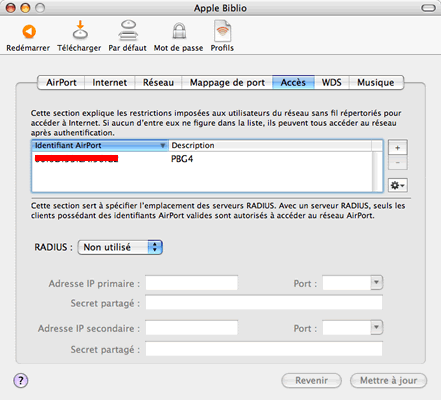 Apple Biblio
Redémarrer Télécharger Par défaut Mot de passe Profils
AirPort Internet Réseau Mappage de port Accès WDS Musique
Cette section explique les restrictions imposées aux utilisateurs du réseau sans fil répertoriés pour
accéder à Internet. Si aucun d'entre eux ne figure dans la liste, ils peuvent tous accéder au réseau
après authentification.
Identifiant AirPort Description
PBG4
+
−
Cette section sert à spécifier l'emplacement des serveurs RADIUS. Avec un serveur RADIUS, seuls les
clients possédant des identifiants AirPort valides sont autorisés à accéder au réseau AirPort.
RADIUS : Non utilisé
Adresse IP primaire : Port :
Secret partagé :
Adresse IP secondaire : Port :
Secret partagé :
? Revenir Mettre à jour